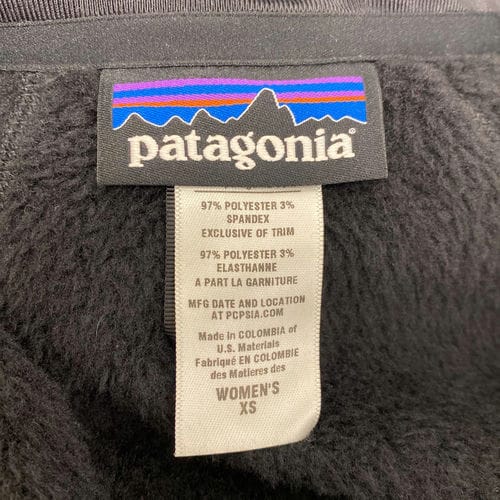 patagonia®
97% POLYESTER 3%
SPANDEX
EXCLUSIVE OF TRIM
97% POLYESTER 3%
ELASTHANNE
A PART LA GARNITURE
MFG DATE AND LOCATION
AT PCPSIA.COM
Made in COLOMBIA of
U.S. Materials
Fabriqué EN COLOMBIE
des Matieres des
WOMEN'S
XS